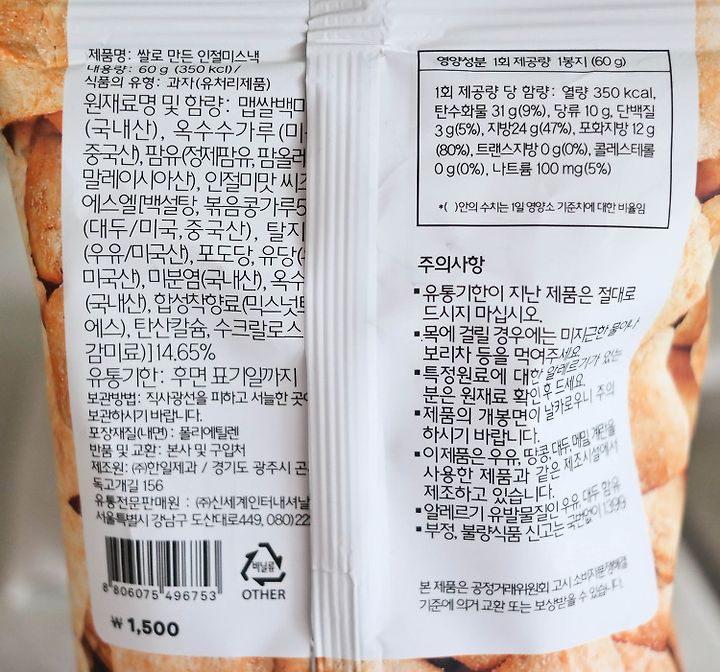 제품명: 쌀로 만든 인절미스낵
내용량: 60 g (350 kcl)/
식품의 유형: 과자(유처리제품)
원재료명 및 함량: 맵쌀백미
(국내산), 옥수수가루(미
중국산), 팜유(정제팜유, 팜올레
말레이시아산), 인절미맛 씨즈
에스엘[백설탕, 볶음콩가루5
(대두/미국,중국산), 탈지
(우유/미국산), 포도당, 유당(
미국산), 미분염(국내산), 옥수
(국내산), 합성착향료(믹스넛
에스), 탄산칼슘, 수크랄로스
감미료)] 14.65%
유통기한: 후면 표기일까지
보관방법: 직사광선을 피하고 서늘한 곳
보관하시기 바랍니다.
포장재질(내면) : 폴리에틸렌
반품 및 교환: 본사 및 구입처
제조원: ㈜한일제과 / 경기도 광주시 곤
독고개길 156
유통전문판매원 : ㈜신세계인터내셔날
서울특별시 강남구 도산대로449, 080)22
비닐류
OTHER
8 806075 496753
₩ 1,500
영양성분 1회 제공량 1봉지 (60 g)
1회 제공량 당 함량: 열량 350 kcal,
탄수화물 31 g(9%), 당류 10 g, 단백질
3 g(5%), 지방24 g(47%), 포화지방 12 g
(80%), 트랜스지방 0 g(0%), 콜레스테롤
0 g(0%), 나트륨 100 mg(5%)
*( )안의 수치는 1일 영양소 기준치에 대한 비율임
주의사항
▪유통기한이 지난 제품은 절대로
드시지 마십시오.
▪목에 걸릴 경우에는 미지근한 물이나
보리차 등을 먹여주세요.
▪특정원료에 대한 알레르기가 있는
분은 원재료 확인 후 드세요.
▪제품의 개봉면이 날카로우니 주의
하시기 바랍니다.
▪이제품은 우유, 땅콩, 대두, 메밀, 계란을
사용한 제품과 같은 제조시설에서
제조하고 있습니다.
▪알레르기 유발물질인 우유, 대두 함유
▪부정, 불량식품 신고는 국번없이 1399
본 제품은 공정거래위원회 고시 소비자분쟁해결
기준에 의거 교환 또는 보상받을 수 있습니다.